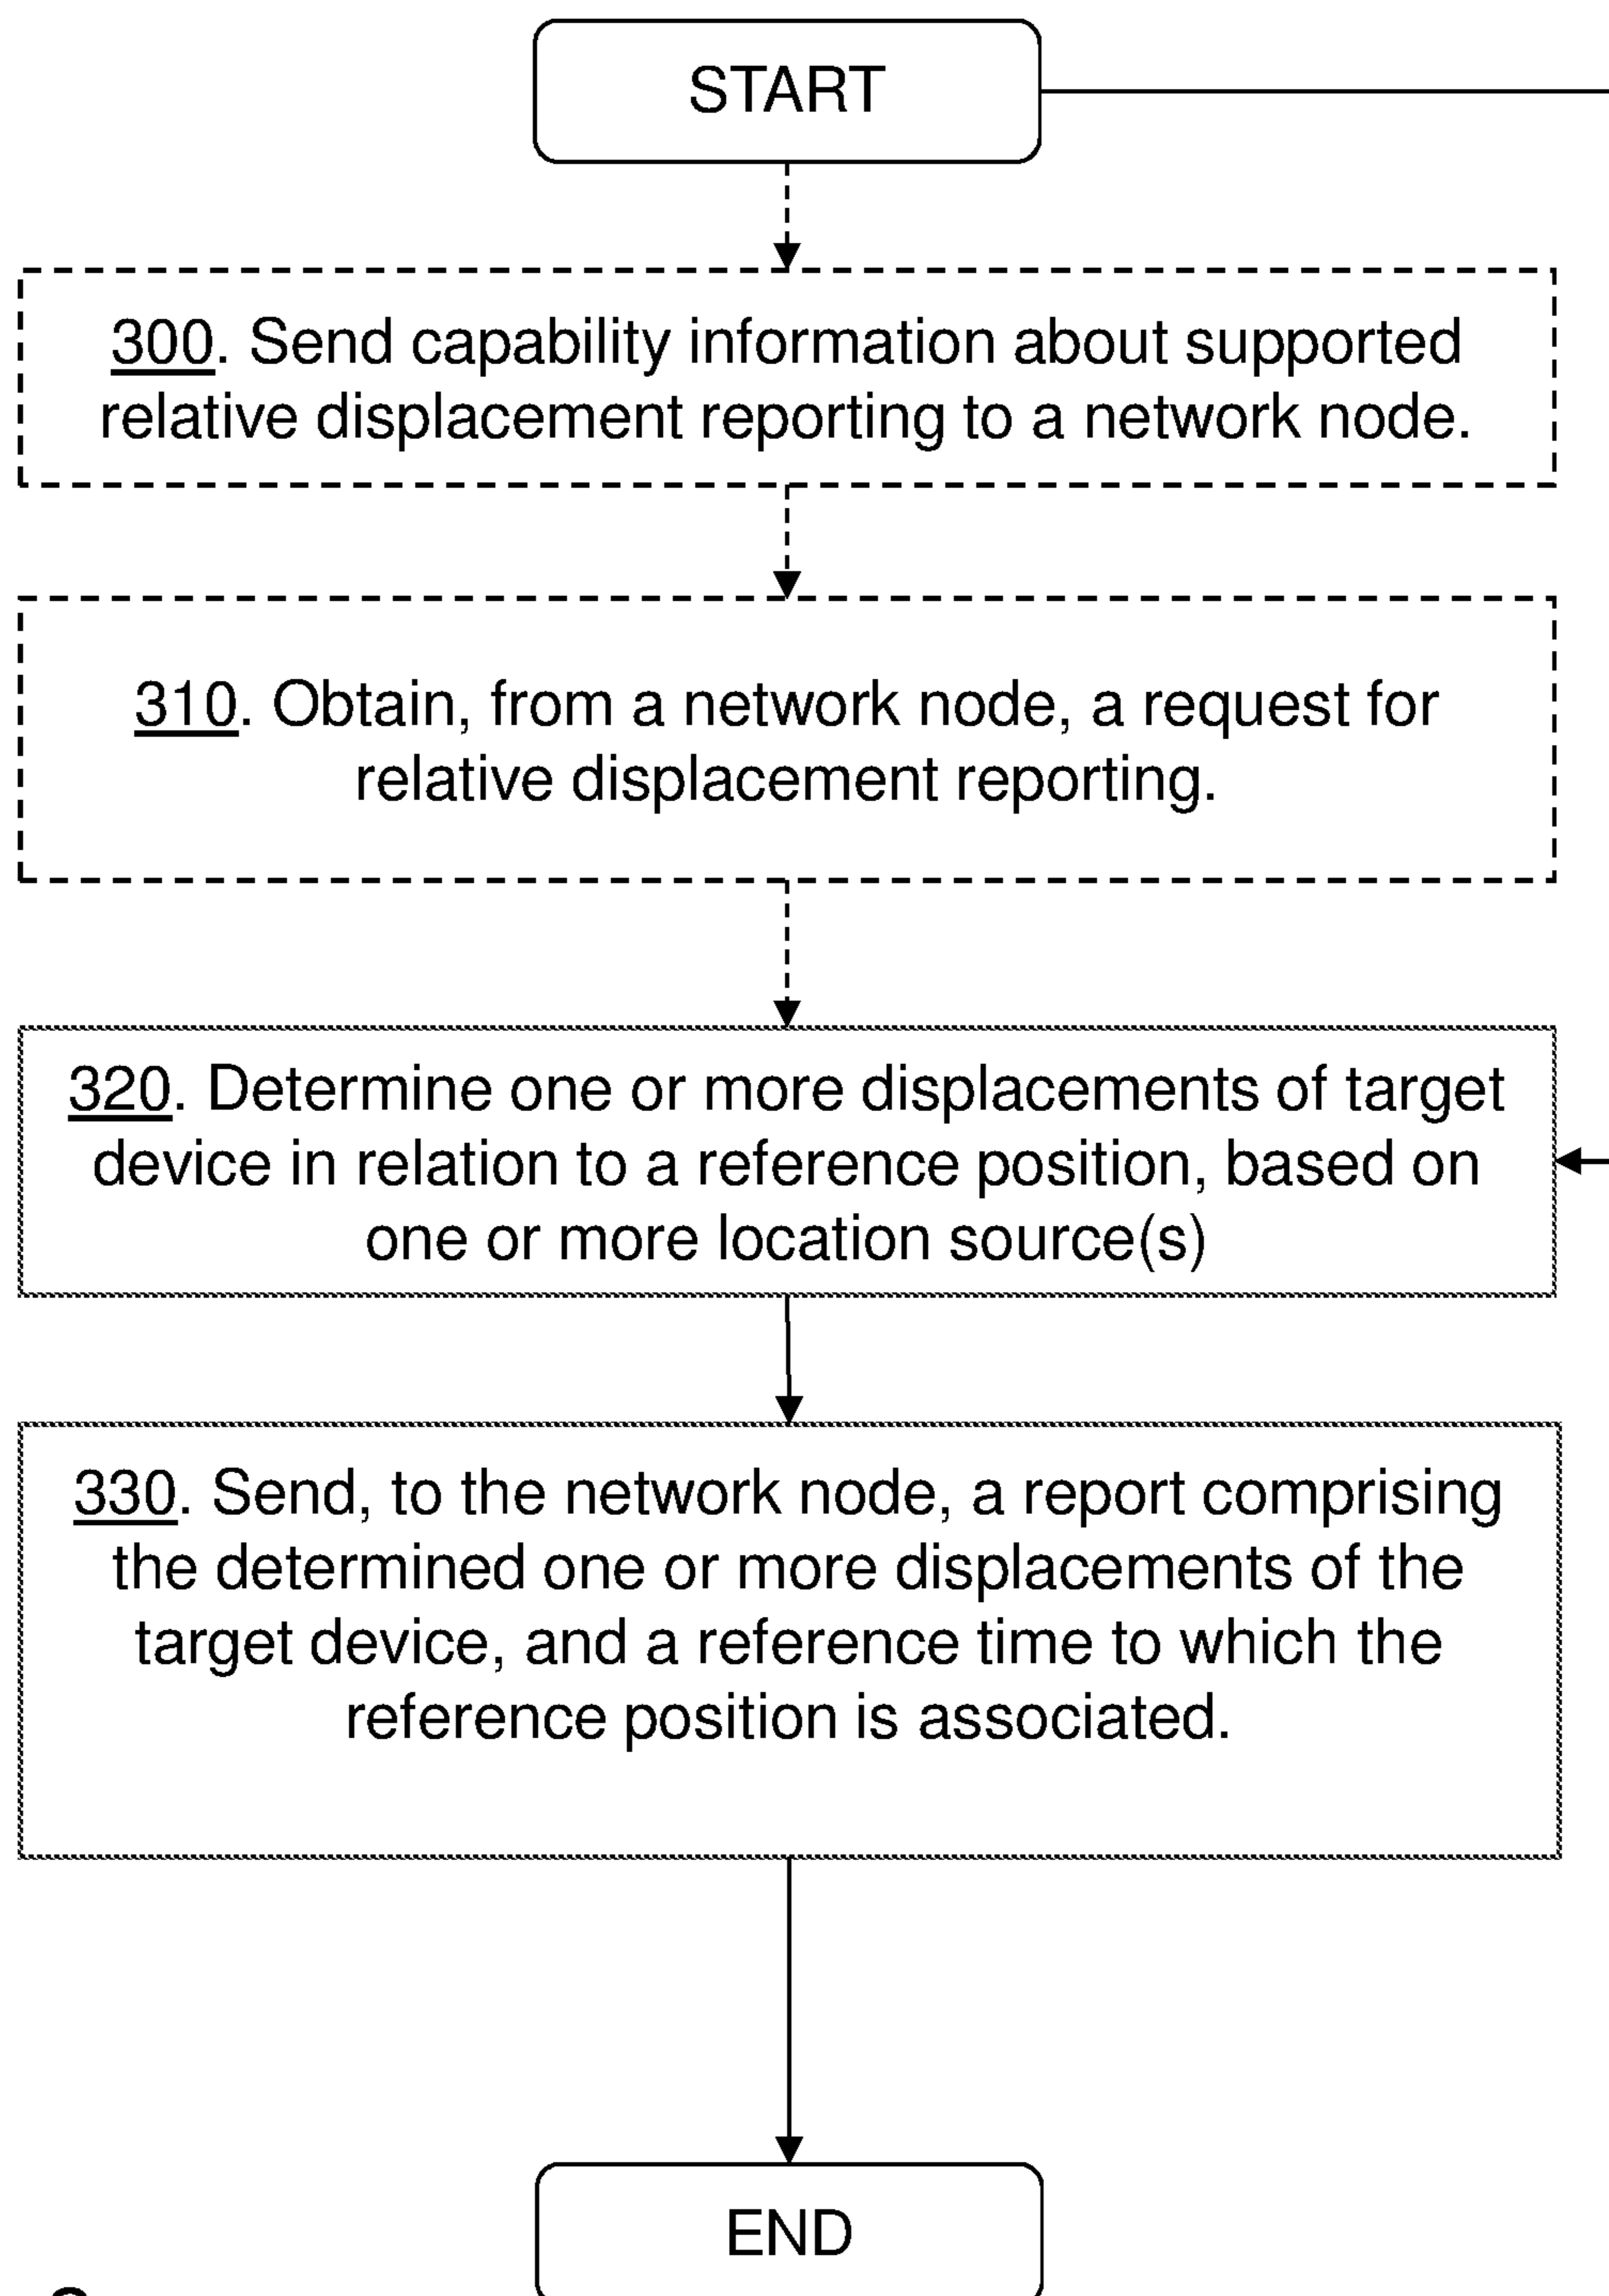 START
300. Send capability information about supported
relative displacement reporting to a network node.
310. Obtain, from a network node, a request for
relative displacement reporting.
320. Determine one or more displacements of target
device in relation to a reference position, based on
one or more location source(s)
330. Send, to the network node, a report comprising
the determined one or more displacements of the
target device, and a reference time to which the
reference position is associated.
END